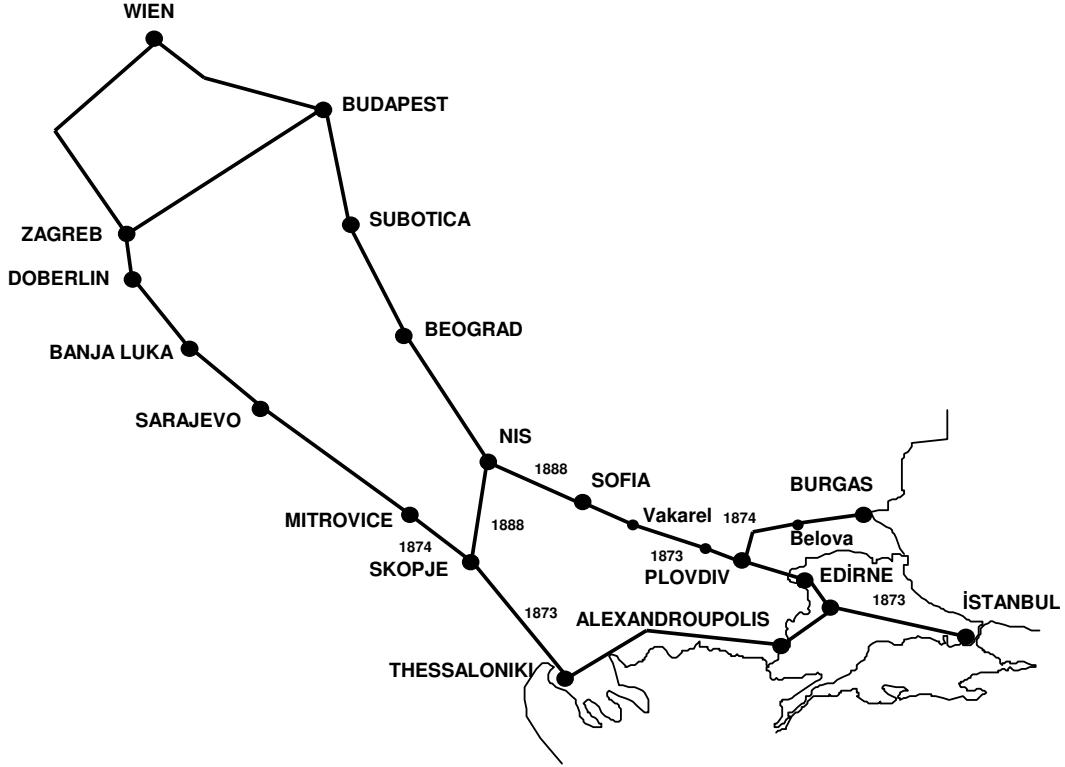 WIEN
BUDAPEST
SUBOTICA
ZAGREB
DOBERLIN
BEOGRAD
BANJA LUKA
SARAJEVO
NIS
1888
SOFIA
BURGAS
MITROVICE
1888
Vakarel
1874
Belova
1874
SKOPJE
1873
PLOVDIV
EDİRNE
1873
İSTANBUL
1873
ALEXANDROUPOLIS
THESSALONIKI